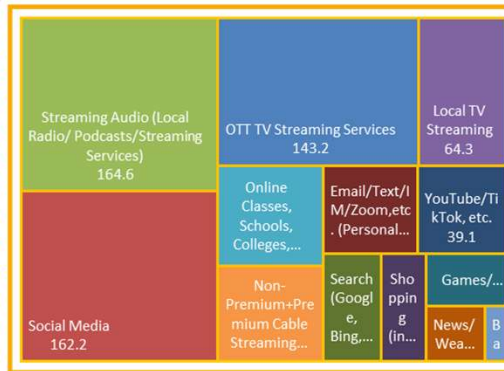 Streaming Audio (Local
Radio/ Podcasts/Streaming
Services)
164.6
OTT TV Streaming Services
143.2
Local TV
Streaming
64.3
Online
Classes,
Schools,
Colleges,...
Email/Text/I
M/Zoom,etc
. (Personal...
YouTube/Ti
kTok, etc.
39.1
Social Media
162.2
Non-
Premium+Pre
mium Cable
Streaming...
Search
(Googl
e,
Bing,...
Sho
ppin
g
(in...
Games/...
News/
Wea...
B
a